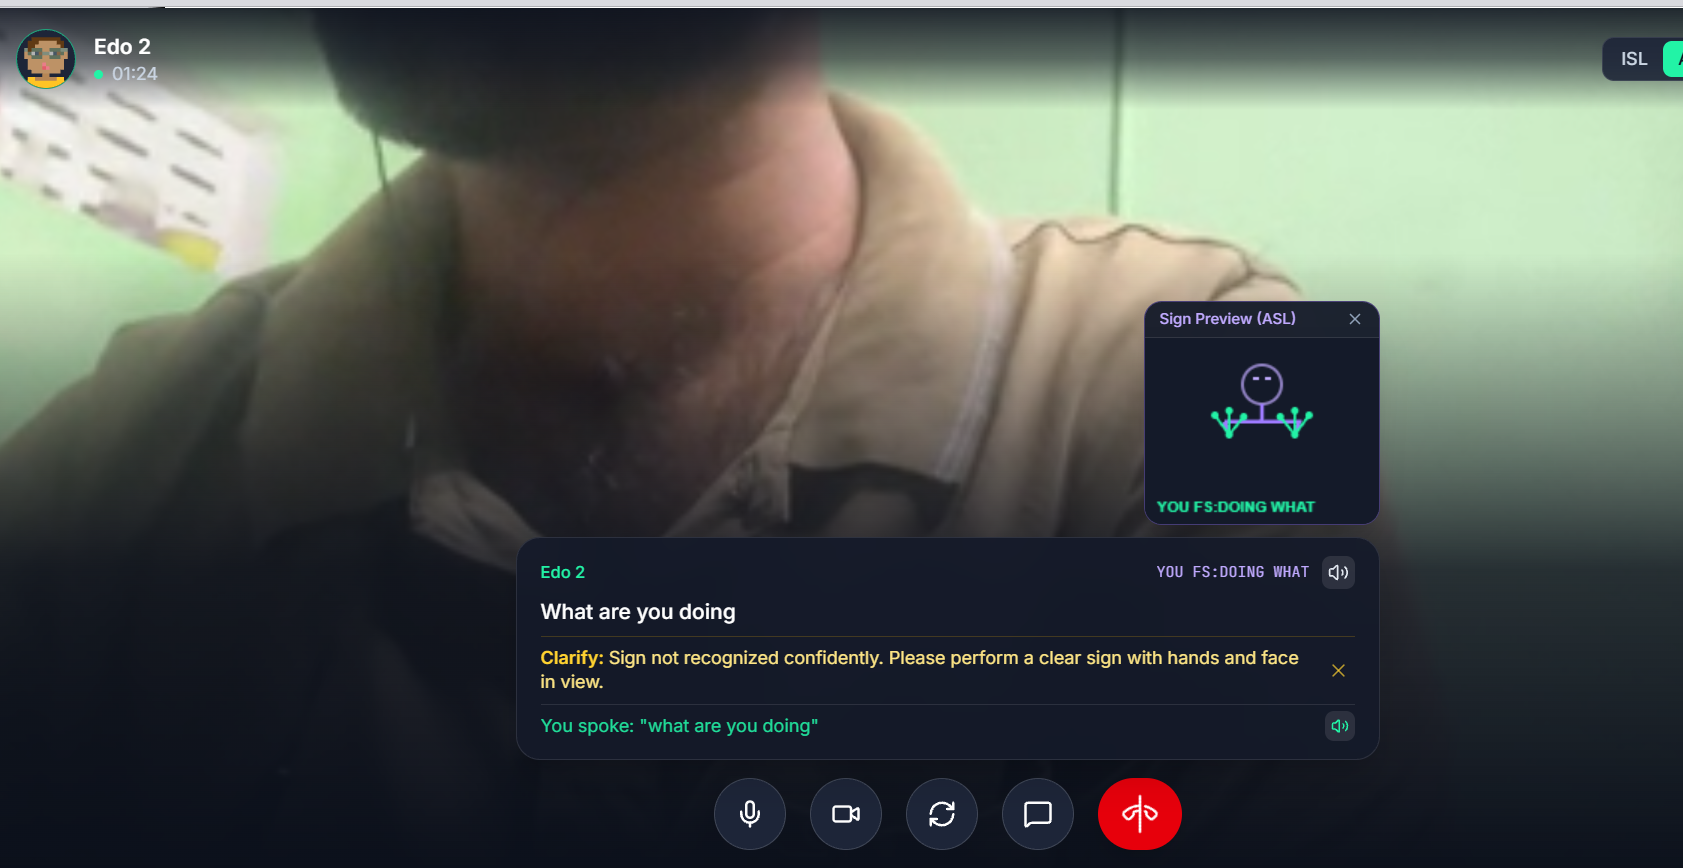 Edo 2
01:24
ISL
Sign Preview (ASL)
YOU FS:DOING WHAT
Edo 2
YOU FS:DOING WHAT
What are you doing
Clarify: Sign not recognized confidently. Please perform a clear sign with hands and face
in view.
You spoke: "what are you doing"